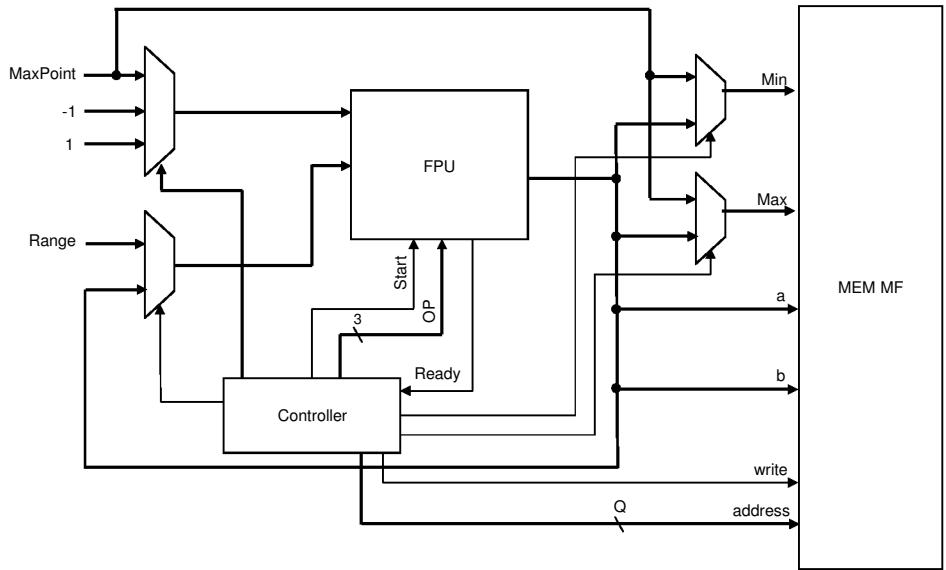 MaxPoint
-1
1
Range
FPU
Start
OP
3
Ready
Controller
Min
Max
a
b
write
address
Q
MEM MF